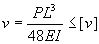 v = PL³/48EI ≤ [v]